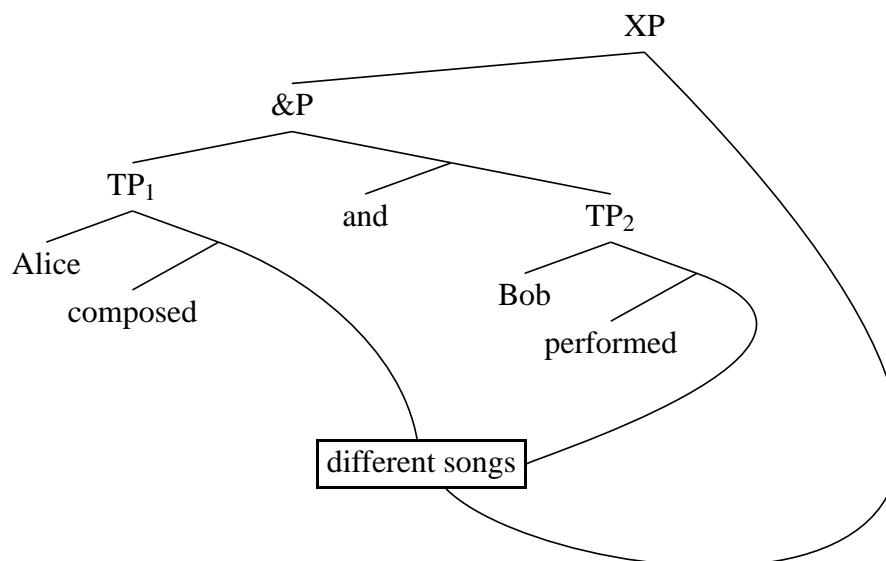 XP
&P
TP1
and
TP2
Alice
Bob
composed
performed
different songs